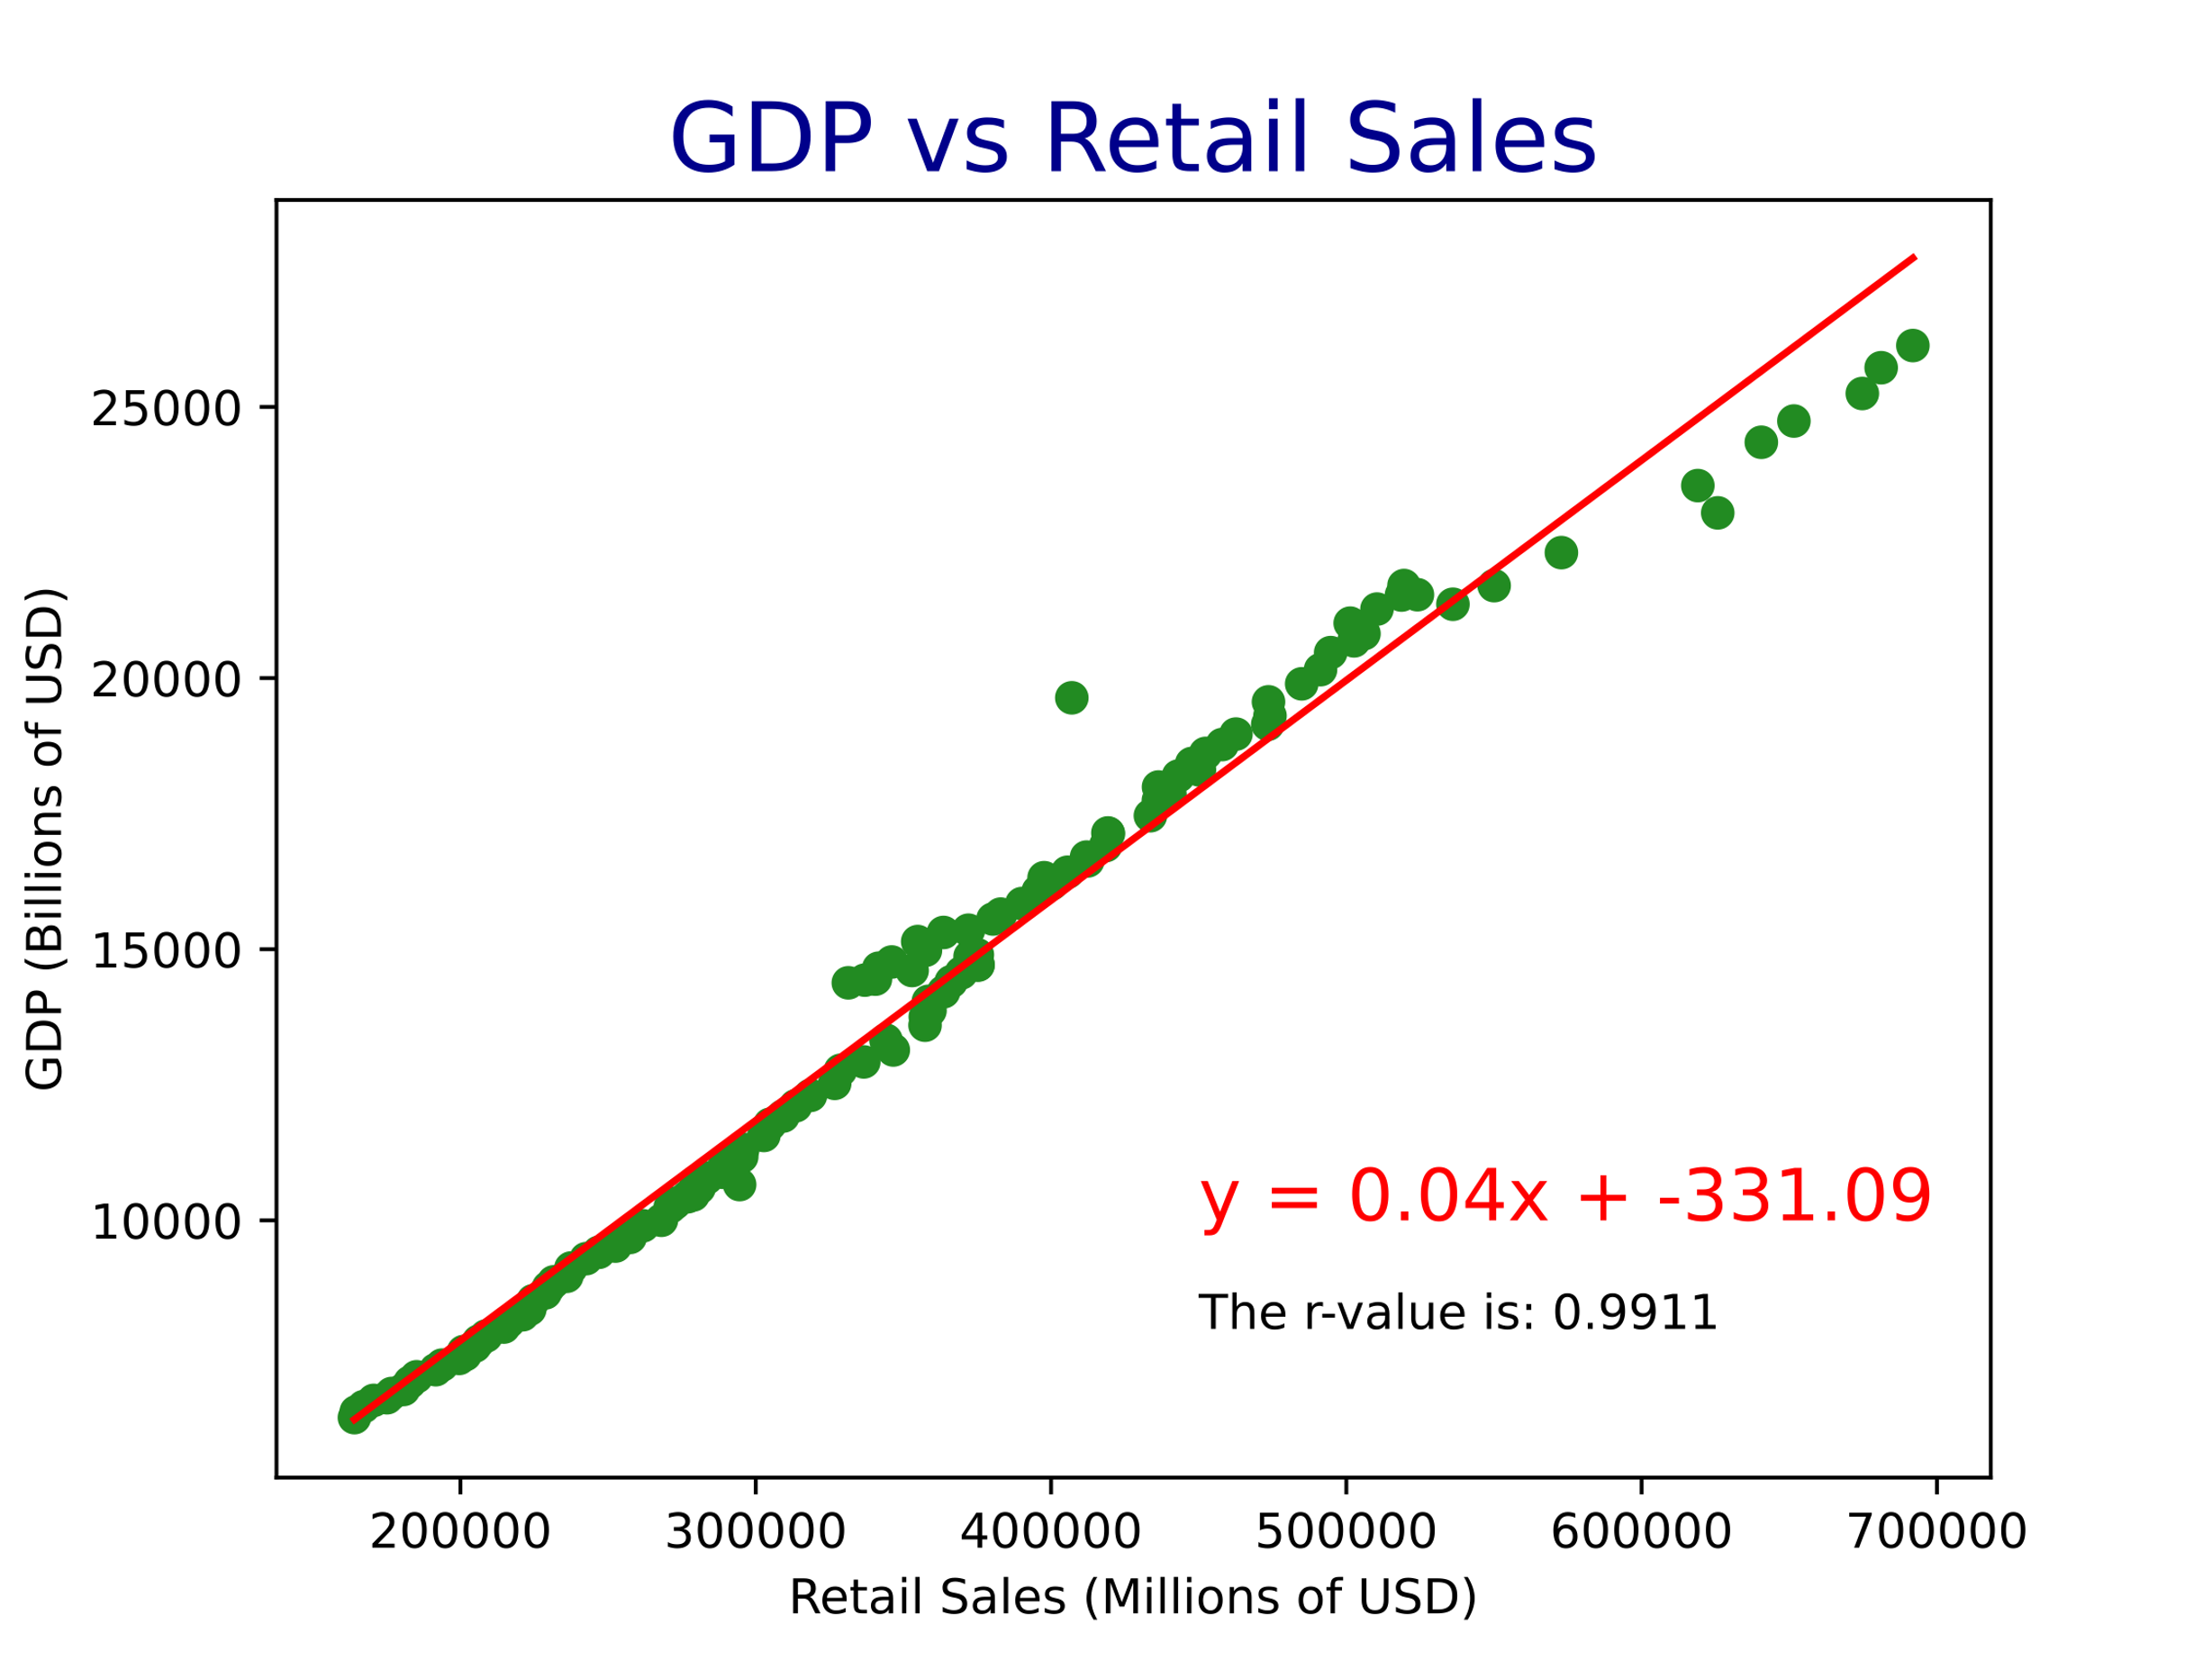 GDP vs Retail Sales
GDP (Billions of USD)
25000
20000
15000
10000
y = 0.04x + -331.09
The r-value is: 0.9911
200000 300000 400000 500000 600000 700000
Retail Sales (Millions of USD)